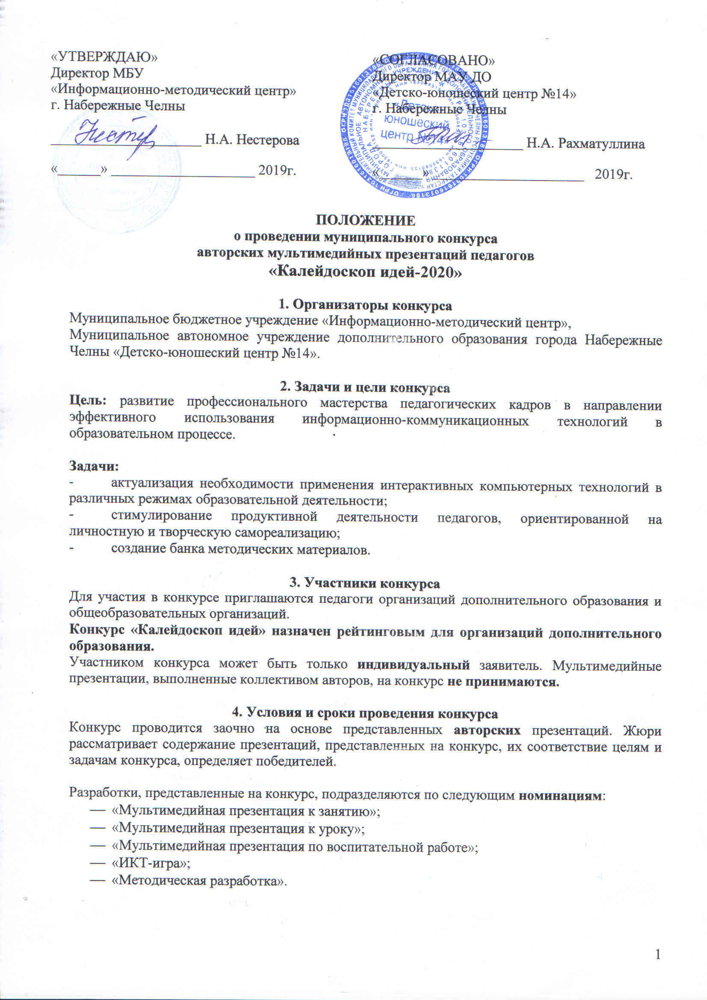 «УТВЕРЖДАЮ»
Директор МБУ
«Информационно-методический центр»
г. Набережные Челны
Н.А. Нестерова
«______» ____________________ 2019г.
«СОГЛАСОВАНО»
Директор МАУ ДО
«Детско-юношеский центр №14»
г. Набережные Челны
Н.А. Рахматуллина
«______» ____________________ 2019г.
«Детско-
юношеский
центр №14»
ПОЛОЖЕНИЕ
о проведении муниципального конкурса
авторских мультимедийных презентаций педагогов
«Калейдоскоп идей-2020»
1. Организаторы конкурса
Муниципальное бюджетное учреждение «Информационно-методический центр»,
Муниципальное автономное учреждение дополнительного образования города Набережные
Челны «Детско-юношеский центр №14».
2. Задачи и цели конкурса
Цель: развитие профессионального мастерства педагогических кадров в направлении
эффективного использования информационно-коммуникационных технологий в
образовательном процессе.
Задачи:
- актуализация необходимости применения интерактивных компьютерных технологий в
различных режимах образовательной деятельности;
- стимулирование продуктивной деятельности педагогов, ориентированной на
личностную и творческую самореализацию;
- создание банка методических материалов.
3. Участники конкурса
Для участия в конкурсе приглашаются педагоги организаций дополнительного образования и
общеобразовательных организаций.
Конкурс «Калейдоскоп идей» назначен рейтинговым для организаций дополнительного
образования.
Участником конкурса может быть только индивидуальный заявитель. Мультимедийные
презентации, выполненные коллективом авторов, на конкурс не принимаются.
4. Условия и сроки проведения конкурса
Конкурс проводится заочно на основе представленных авторских презентаций. Жюри
рассматривает содержание презентаций, представленных на конкурс, их соответствие целям и
задачам конкурса, определяет победителей.
Разработки, представленные на конкурс, подразделяются по следующим номинациям:
— «Мультимедийная презентация к занятию»;
— «Мультимедийная презентация к уроку»;
— «Мультимедийная презентация по воспитательной работе»;
— «ИКТ-игра»;
— «Методическая разработка».
1